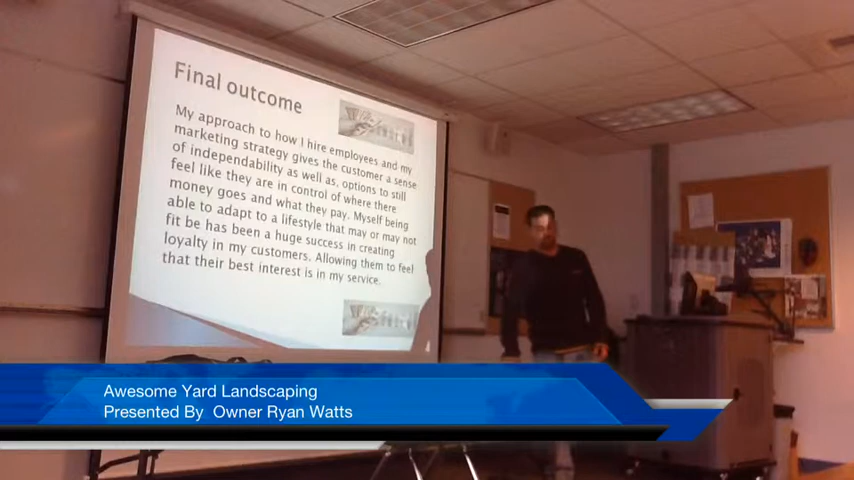 Final outcome
My approach to how I hire employees and my
marketing strategy gives the customer a sense
of independability as well as, options to still
feel like they are in control of where there
money goes and what they pay. Myself being
able to adapt to a lifestyle that may or may not
fit be has been a huge success in creating
loyalty in my customers. Allowing them to feel
that their best interest is in my service.
Awesome Yard Landscaping
Presented By Owner Ryan Watts